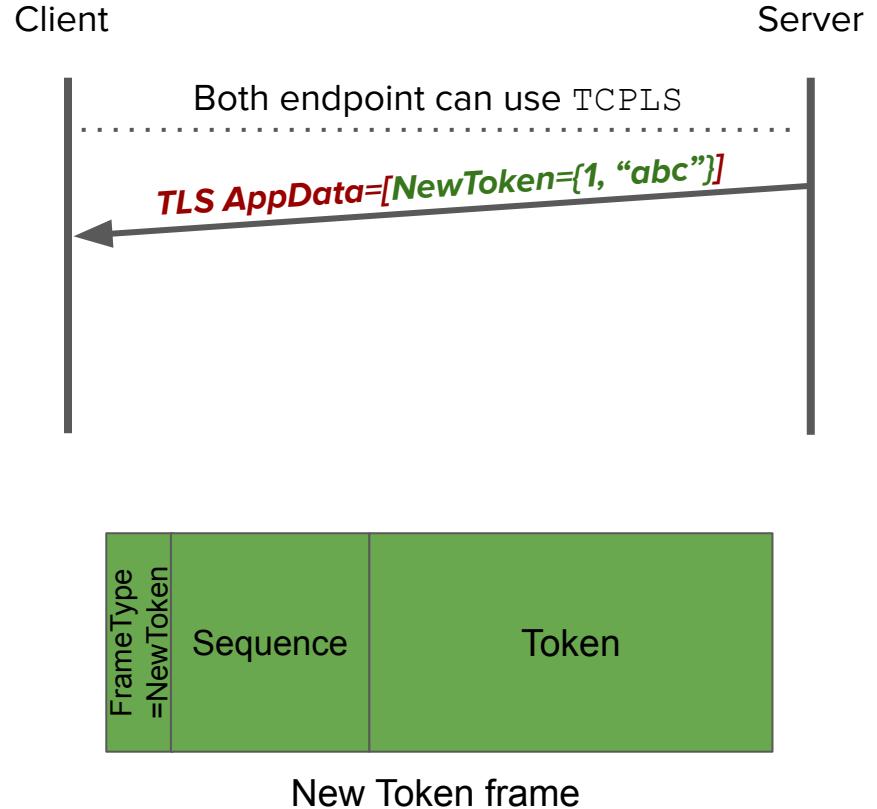 Client
Server
Both endpoint can use TCPLS
TLS AppData=[NewToken={1, “abc”}]
FrameType
=NewToken
Sequence
Token
New Token frame